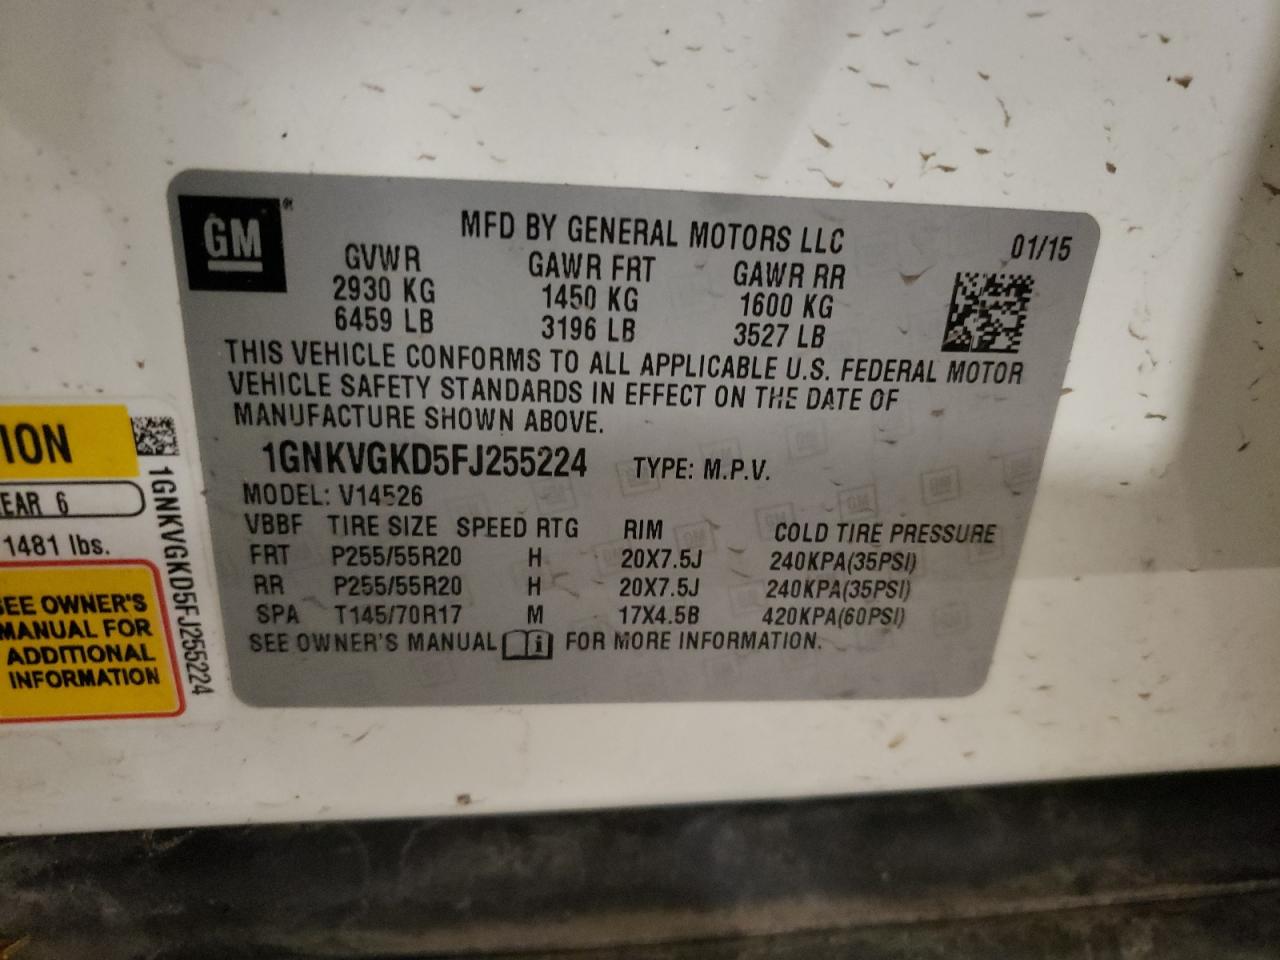 GM
MFD BY GENERAL MOTORS LLC 01/15
GVWR GAWR FRT GAWR RR
2930 KG 1450 KG 1600 KG
6459 LB 3196 LB 3527 LB
THIS VEHICLE CONFORMS TO ALL APPLICABLE U.S. FEDERAL MOTOR
VEHICLE SAFETY STANDARDS IN EFFECT ON THE DATE OF
MANUFACTURE SHOWN ABOVE.
1GNKVGKD5FJ255224 TYPE: M.P.V.
MODEL: V14526
VBBF TIRE SIZE SPEED RTG RIM COLD TIRE PRESSURE
FRT P255/55R20 H 20X7.5J 240KPA(35PSI)
RR P255/55R20 H 20X7.5J 240KPA(35PSI)
SPA T145/70R17 M 17X4.5B 420KPA(60PSI)
SEE OWNER'S MANUAL i FOR MORE INFORMATION.
TION
EAR 6
1481 lbs.
SEE OWNER'S
MANUAL FOR
ADDITIONAL
INFORMATION
1GNKVGKD5FJ255224